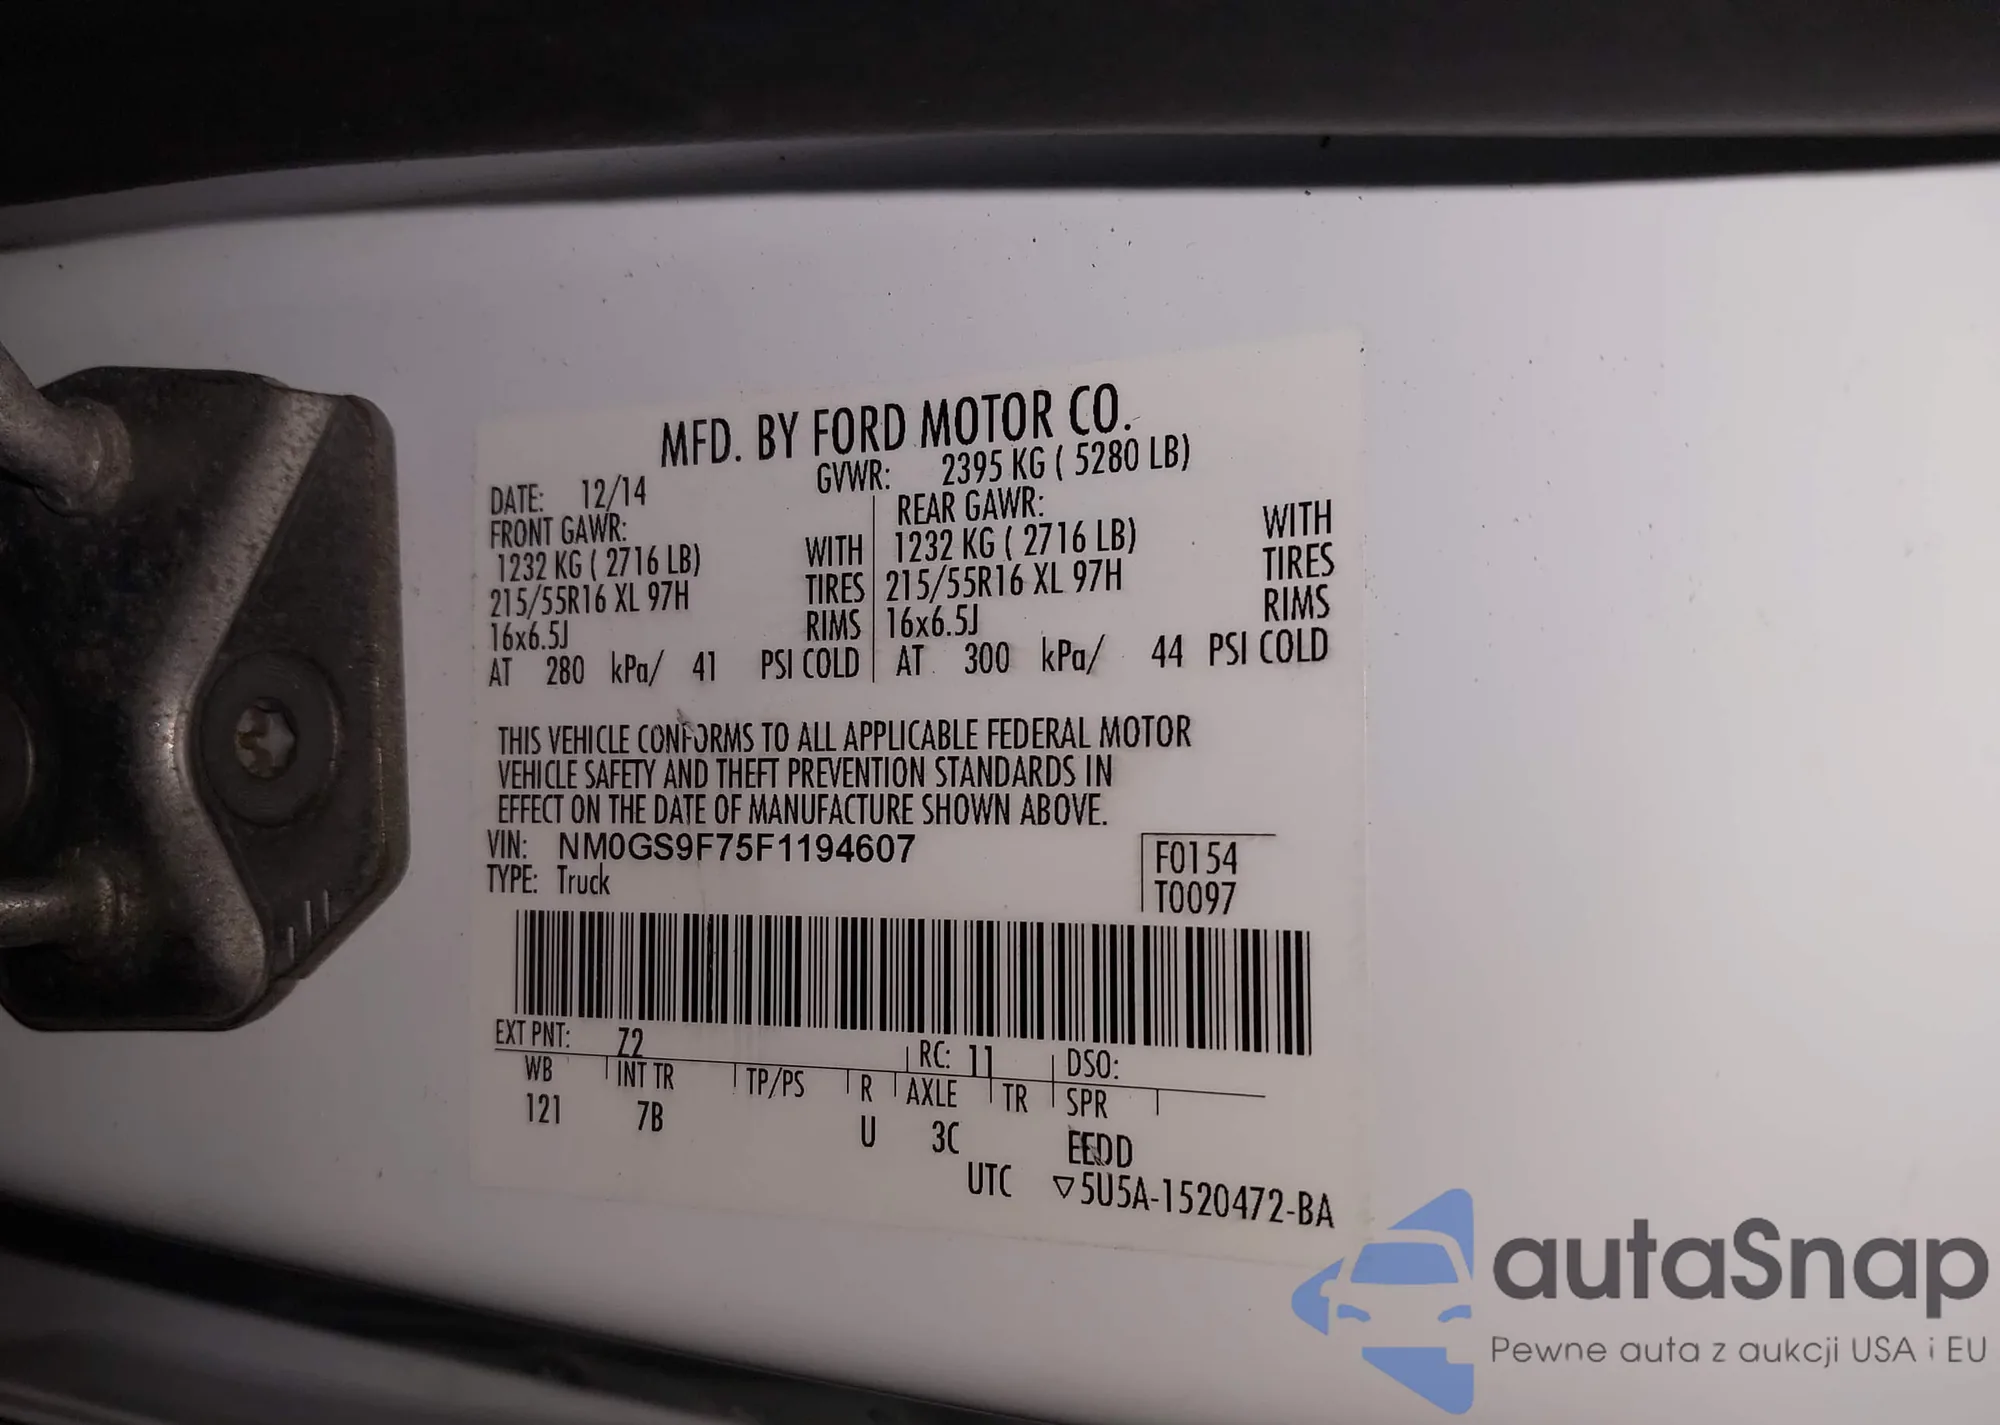 MFD. BY FORD MOTOR CO.
DATE: 12/14 GVWR: 2395 KG ( 5280 LB)
FRONT GAWR: REAR GAWR:
1232 KG ( 2716 LB) WITH 1232 KG ( 2716 LB) WITH
215/55R16 XL 97H TIRES 215/55R16 XL 97H TIRES
16x6.5J RIMS 16x6.5J RIMS
AT 280 kPa/ 41 PSI COLD AT 300 kPa/ 44 PSI COLD
THIS VEHICLE CONFORMS TO ALL APPLICABLE FEDERAL MOTOR
VEHICLE SAFETY AND THEFT PREVENTION STANDARDS IN
EFFECT ON THE DATE OF MANUFACTURE SHOWN ABOVE.
VIN: NM0GS9F75F1194607 F0154
TYPE: Truck T0097
EXT PNT: Z2 RC: 11 DSO:
WB INT TR TP/PS R AXLE TR SPR
121 7B U 3C EEDD
UTC ▽5U5A-1520472-BA
autaSnap
Pewne auta z aukcji USA i EU